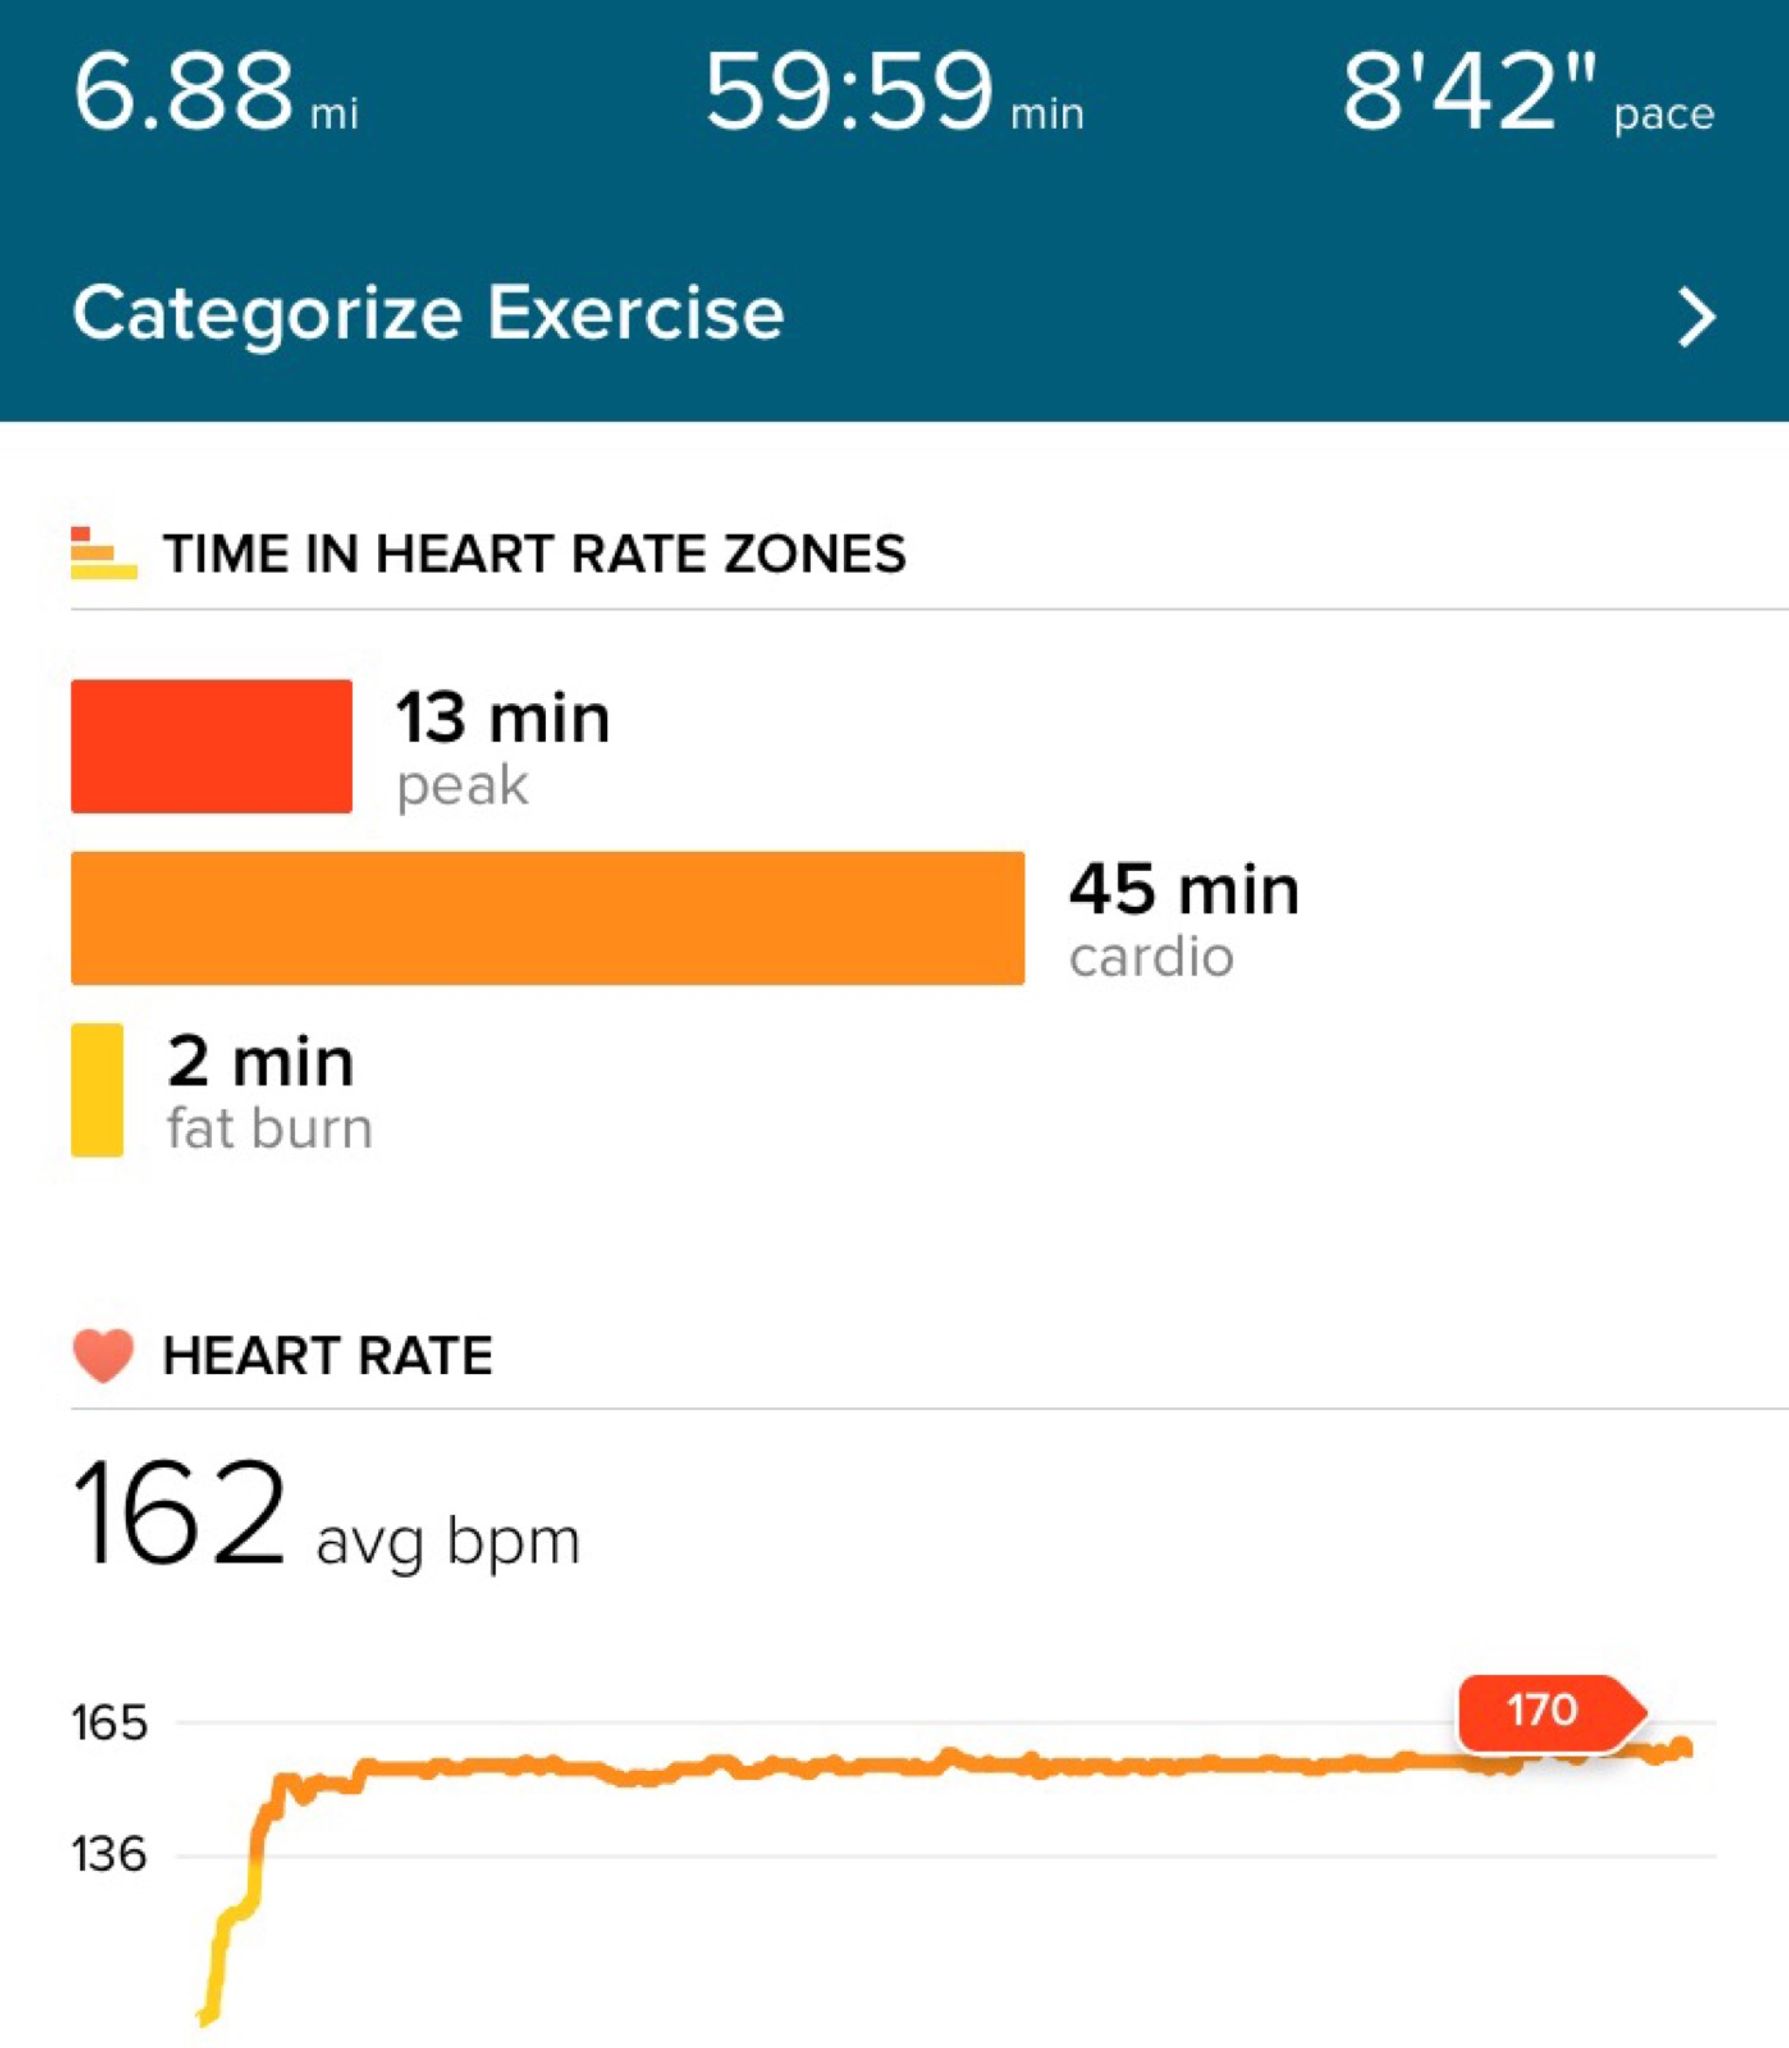 6.88 mi 59:59 min 8'42" pace
Categorize Exercise
TIME IN HEART RATE ZONES
13 min
peak
45 min
cardio
2 min
fat burn
HEART RATE
162 avg bpm
170
165
136